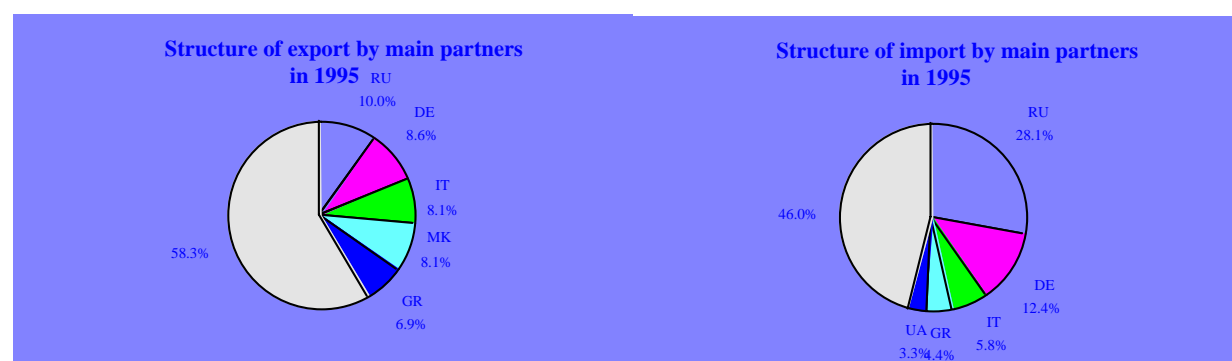 Structure of export by main partners
in 1995
RU
10.0%
DE
8.6%
IT
8.1%
MK
8.1%
GR
6.9%
58.3%
Structure of import by main partners
in 1995
RU
28.1%
DE
12.4%
IT
5.8%
GR
4.4%
UA
3.3%
46.0%